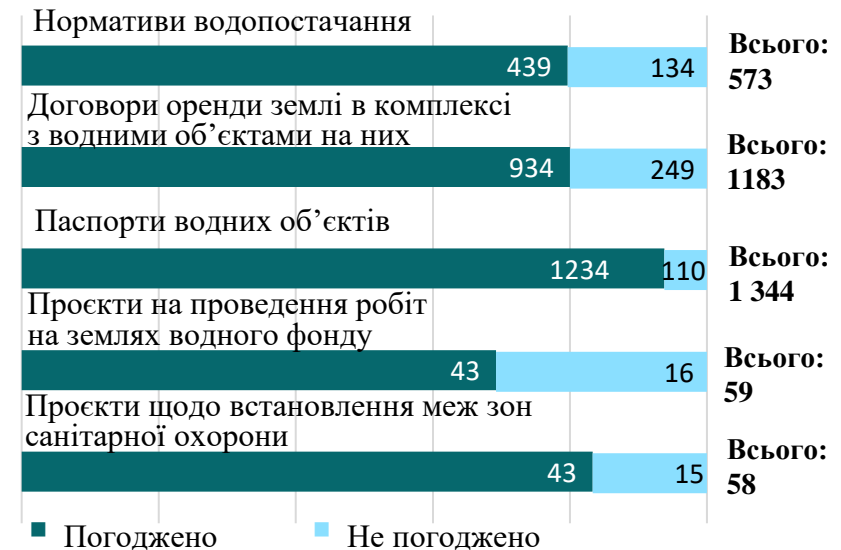 Нормативи водопостачання
439 134
Всього:
573
Договори оренди землі в комплексі
з водними об’єктами на них
934 249
Всього:
1183
Паспорти водних об’єктів
1234 110
Всього:
1 344
Проєкти на проведення робіт
на землях водного фонду
43 16
Всього:
59
Проєкти щодо встановлення меж зон
санітарної охорони
43 15
Всього:
58
Погоджено Не погоджено